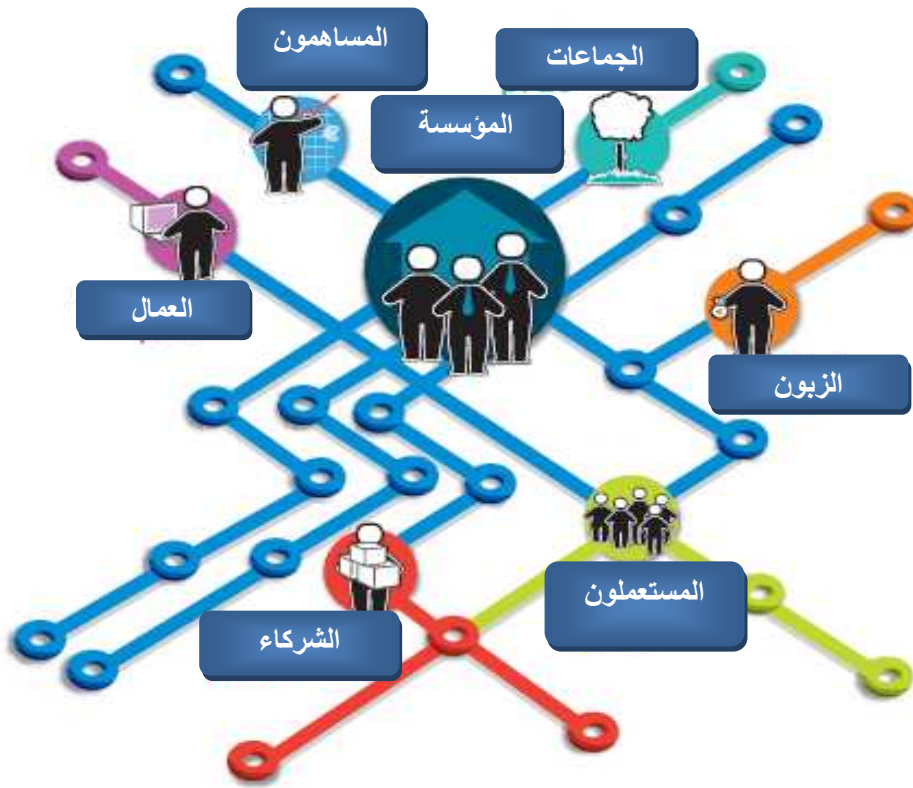 المساهمون
الجماعات
المؤسسة
العمال
الزبون
المستعملون
الشركاء